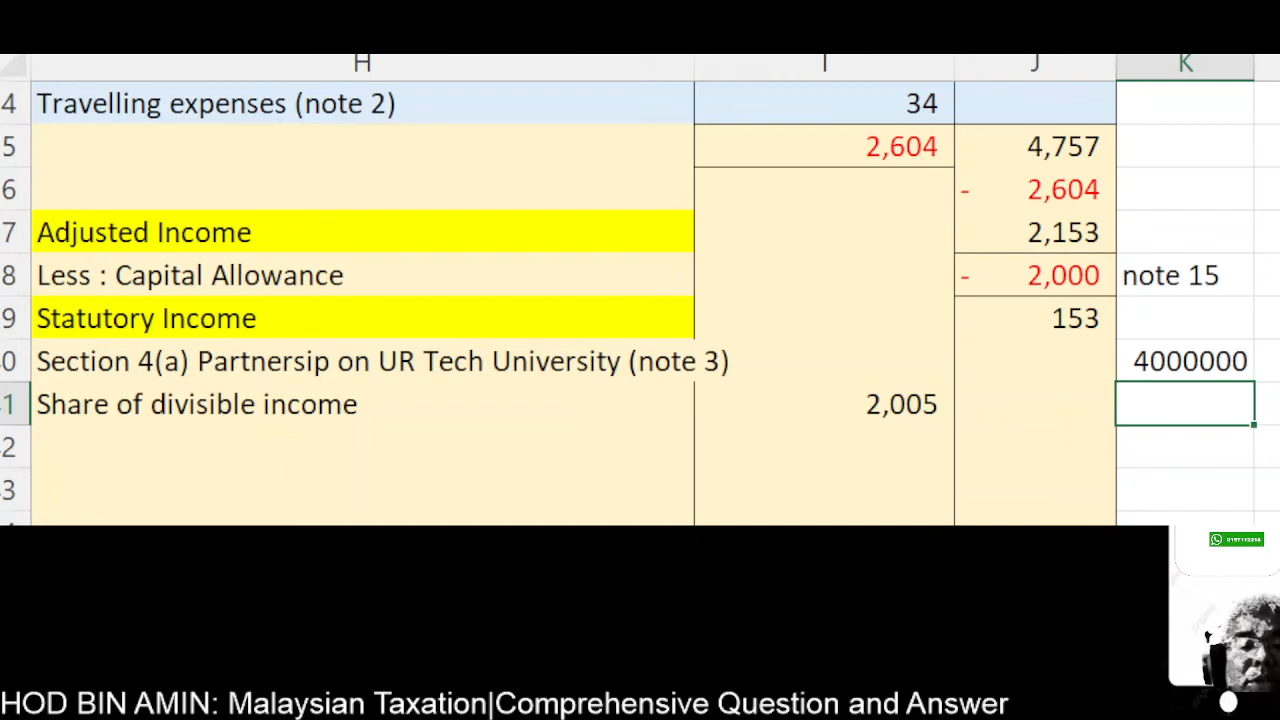 H I J K
4 Travelling expenses (note 2) 34
5 2,604 4,757
6 - 2,604
7 Adjusted Income 2,153
8 Less : Capital Allowance - 2,000 note 15
9 Statutory Income 153
0 Section 4(a) Partnersip on UR Tech University (note 3) 4000000
1 Share of divisible income 2,005
2
3
HOD BIN AMIN: Malaysian Taxation|Comprehensive Question and Answer